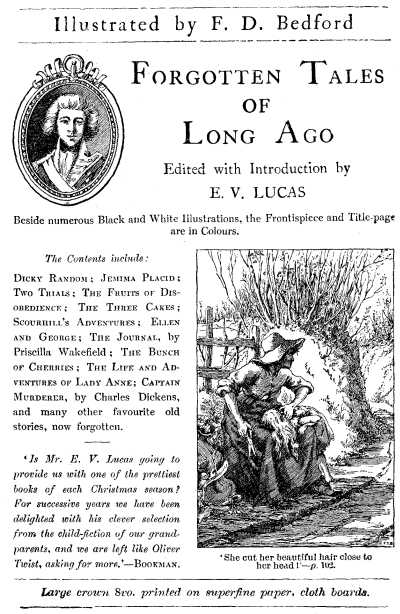 Illustrated by F. D. Bedford
FORGOTTEN TALES
OF
LONG AGO
Edited with Introduction by
E. V. LUCAS
Beside numerous Black and White Illustrations, the Frontispiece and Title-page
are in Colours.
The Contents include:
DICKY RANDOM; JEMIMA PLACID;
TWO TRIALS; THE FRUITS OF DIS-
OBEDIENCE; THE THREE CAKES;
SCOURHILL'S ADVENTURES; ELLEN
AND GEORGE; THE JOURNAL, by
Priscilla Wakefield; THE BUNCH
OF CHERRIES; THE LIFE AND AD-
VENTURES OF LADY ANNE; CAPTAIN
MURDERER, by Charles Dickens,
and many other favourite old
stories, now forgotten.
'Is Mr. E. V. Lucas going to
provide us with one of the prettiest
books of each Christmas season?
For successive years we have been
delighted with his clever selection
from the child-fiction of our grand-
parents, and we are left like Oliver
Twist, asking for more.'—BOOKMAN.
'She cut her beautiful hair close to
her head!'—p. 102.
Large crown 8vo. printed on superfine paper, cloth boards.